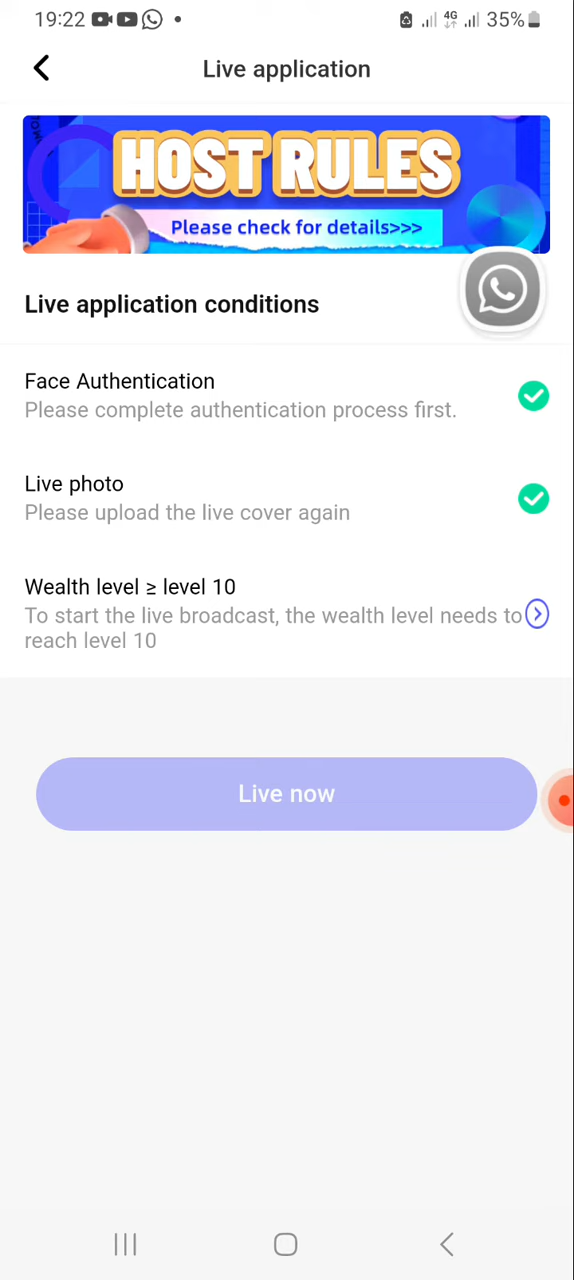 19:22 4G 35%
Live application
HOST RULES
Please check for details>>>
Live application conditions
Face Authentication
Please complete authentication process first.
Live photo
Please upload the live cover again
Wealth level ≥ level 10
To start the live broadcast, the wealth level needs to
reach level 10
Live now